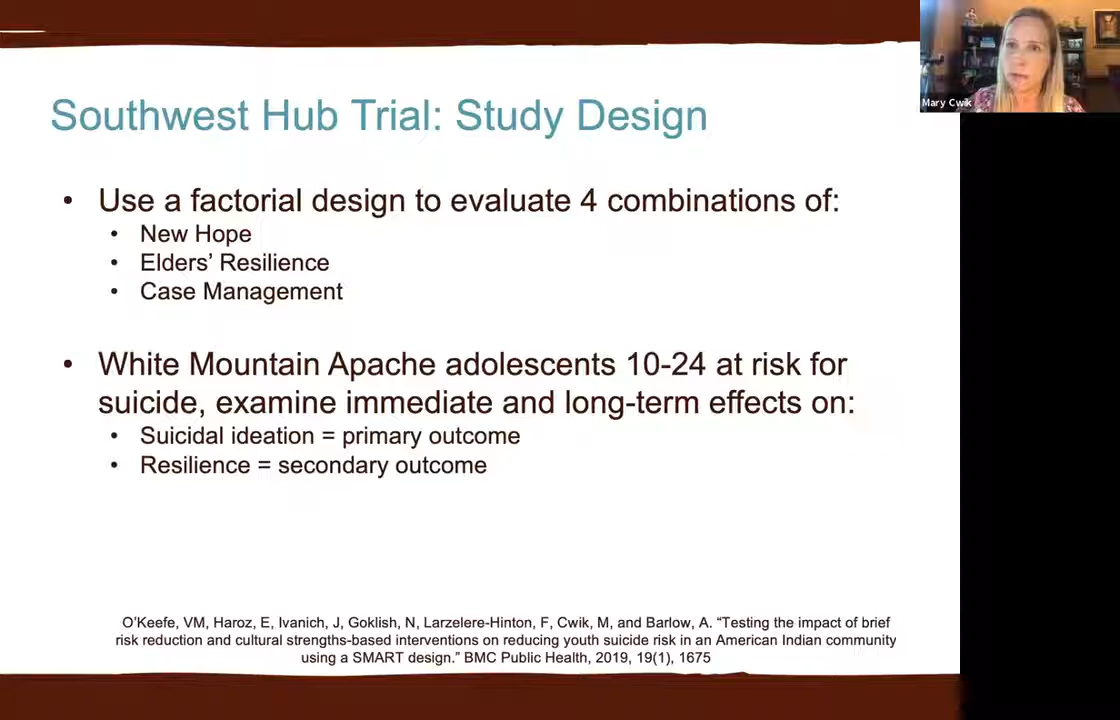 Mary Cwik
Southwest Hub Trial: Study Design
• Use a factorial design to evaluate 4 combinations of:
• New Hope
• Elders’ Resilience
• Case Management
• White Mountain Apache adolescents 10-24 at risk for
suicide, examine immediate and long-term effects on:
• Suicidal ideation = primary outcome
• Resilience = secondary outcome
O’Keefe, VM, Haroz, E, Ivanich, J, Goklish, N, Larzelere-Hinton, F, Cwik, M, and Barlow, A. “Testing the impact of brief
risk reduction and cultural strengths-based interventions on reducing youth suicide risk in an American Indian community
using a SMART design.” BMC Public Health, 2019, 19(1), 1675